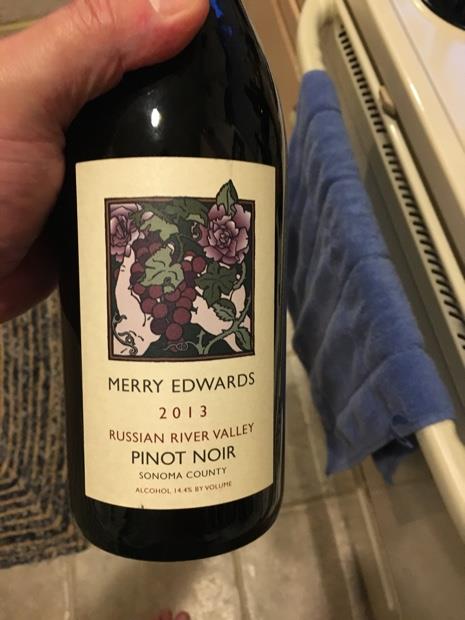 MERRY EDWARDS
2013
RUSSIAN RIVER VALLEY
PINOT NOIR
SONOMA COUNTY
ALCOHOL 14.4% BY VOLUME